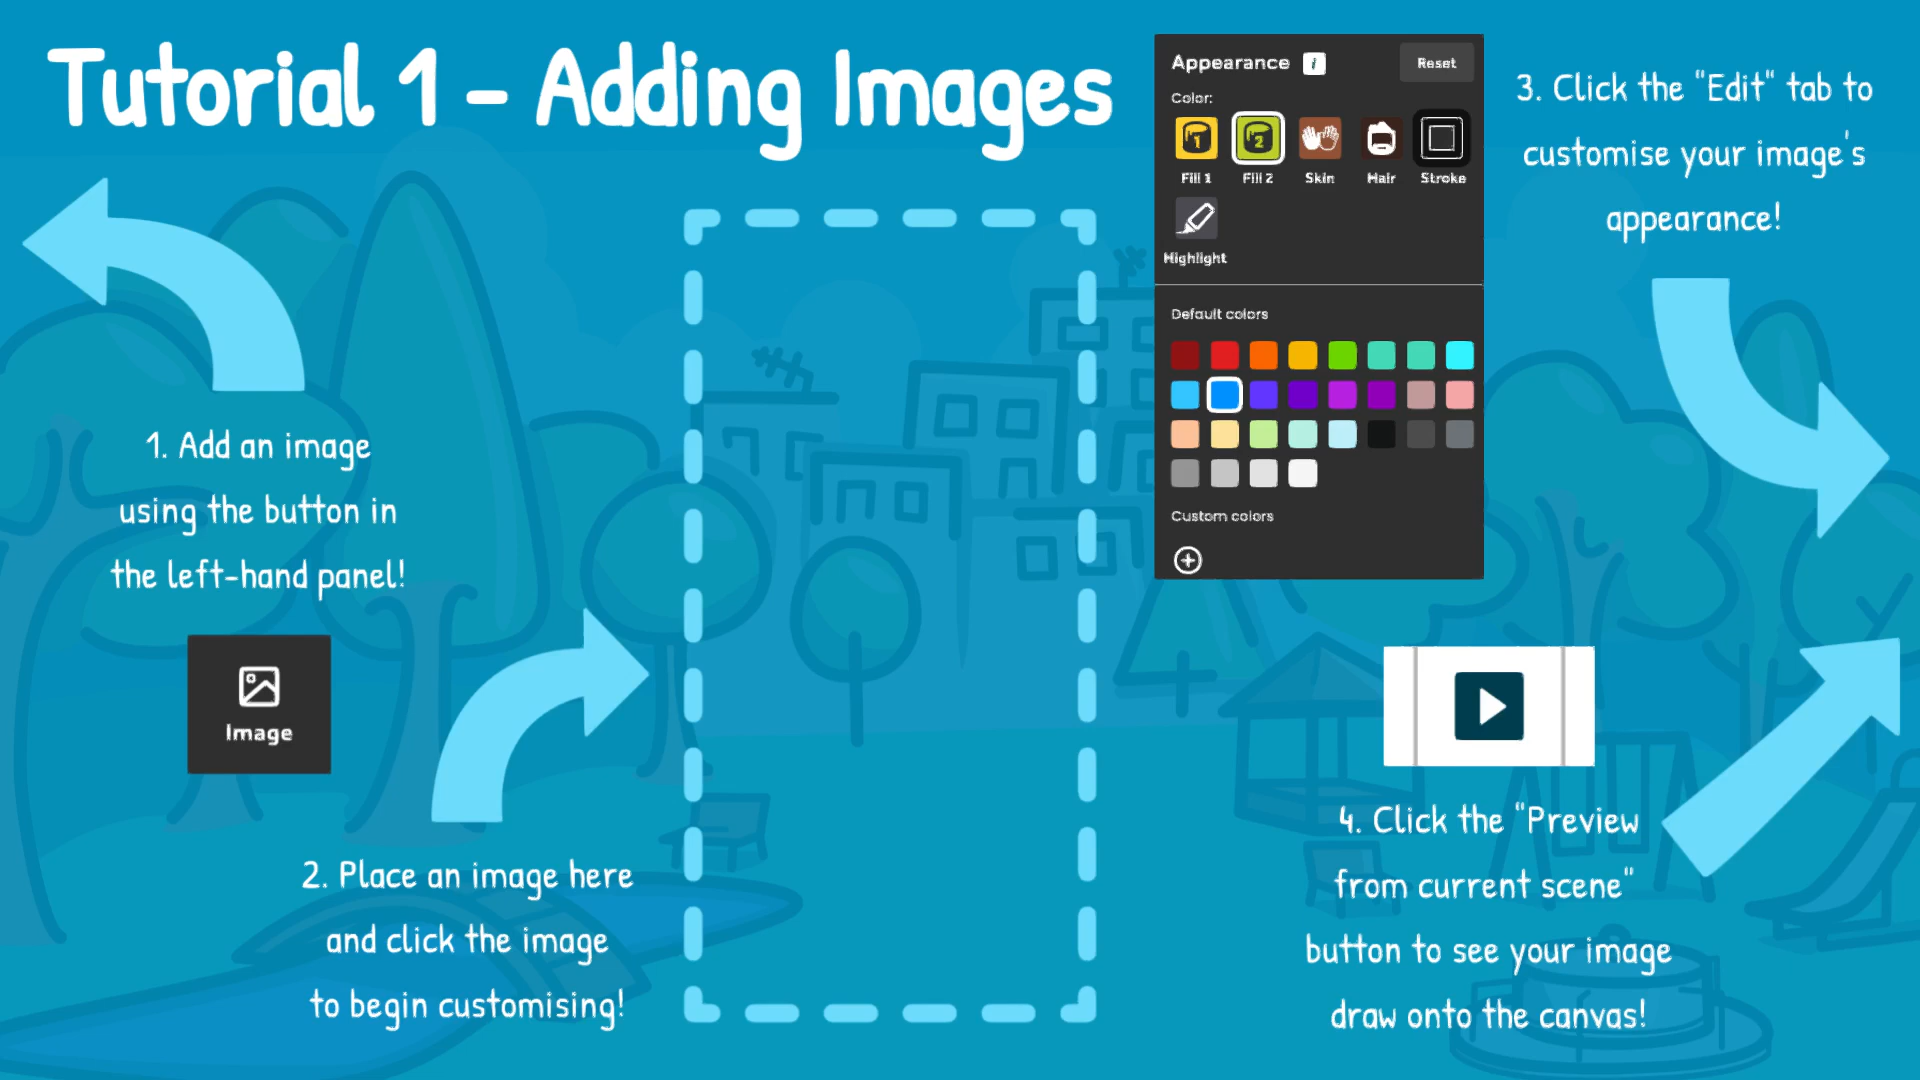 Tutorial 1 - Adding Images
1. Add an image
using the button in
the left-hand panel!
Image
2. Place an image here
and click the image
to begin customising!
Appearance i Reset
Color:
1 2
Fill 1 Fill 2 Skin Hair Stroke
Highlight
Default colors
Custom colors
3. Click the "Edit" tab to
customise your image's
appearance!
4. Click the "Preview
from current scene"
button to see your image
draw onto the canvas!